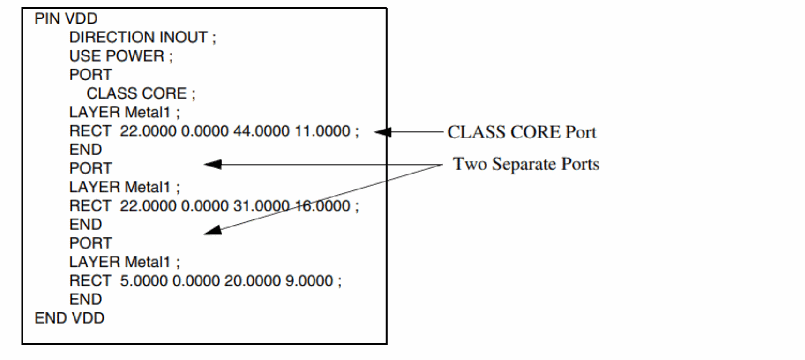 PIN VDD
DIRECTION INOUT ;
USE POWER ;
PORT
CLASS CORE ;
LAYER Metal1 ;
RECT 22.0000 0.0000 44.0000 11.0000 ;
END
PORT
LAYER Metal1 ;
RECT 22.0000 0.0000 31.0000 16.0000 ;
END
PORT
LAYER Metal1 ;
RECT 5.0000 0.0000 20.0000 9.0000 ;
END
END VDD
CLASS CORE Port
Two Separate Ports